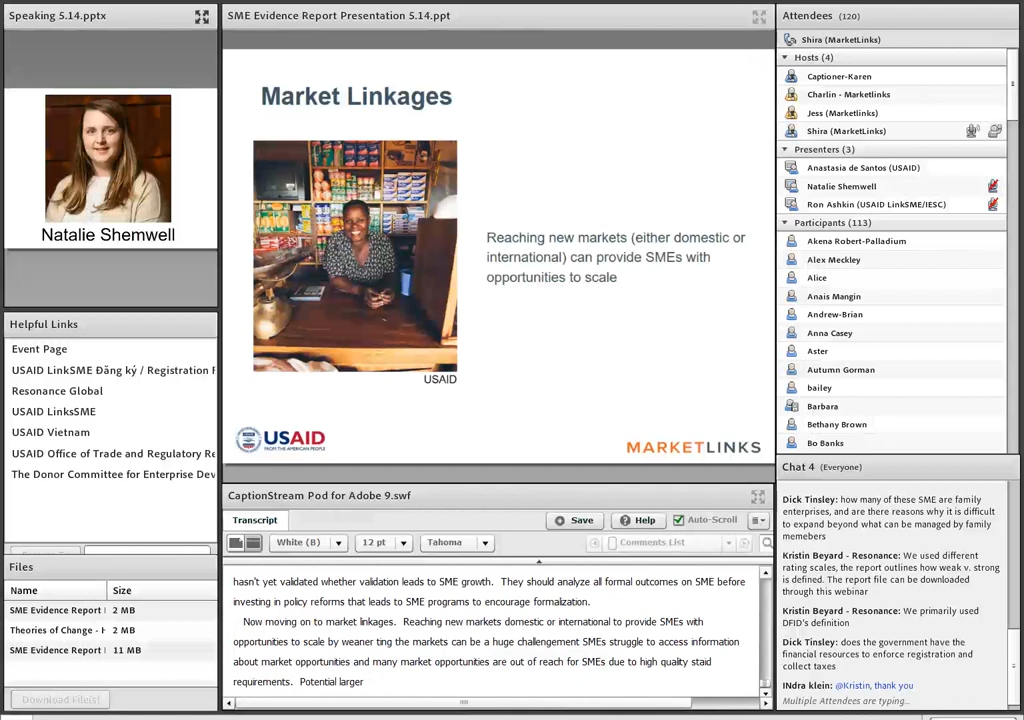 Speaking 5.14.pptx
Natalie Shemwell
Helpful Links
Event Page
USAID LinkSME Đăng ký / Registration F
Resonance Global
USAID LinksSME
USAID Vietnam
USAID Office of Trade and Regulatory Re
The Donor Committee for Enterprise Dev
Files
Name Size
SME Evidence Report 2 MB
Theories of Change - H 2 MB
SME Evidence Report 11 MB
Download File(s)
SME Evidence Report Presentation 5.14.ppt
Market Linkages
Reaching new markets (either domestic or
international) can provide SMEs with
opportunities to scale
USAID
USAID
FROM THE AMERICAN PEOPLE
MARKETLINKS
CaptionStream Pod for Adobe 9.swf
Transcript Save Help Auto-Scroll
White (B) 12 pt Tahoma Comments List
hasn't yet validated whether validation leads to SME growth. They should analyze all formal outcomes on SME before
investing in policy reforms that leads to SME programs to encourage formalization.
Now moving on to market linkages. Reaching new markets domestic or international to provide SMEs with
opportunities to scale by weaner ting the markets can be a huge challengement SMEs struggle to access information
about market opportunities and many market opportunities are out of reach for SMEs due to high quality staid
requirements. Potential larger
Attendees (120)
Shira (MarketLinks)
Hosts (4)
Captioner-Karen
Charlin - Marketlinks
Jess (Marketlinks)
Shira (MarketLinks)
Presenters (3)
Anastasia de Santos (USAID)
Natalie Shemwell
Ron Ashkin (USAID LinkSME/IESC)
Participants (113)
Akena Robert-Palladium
Alex Meckley
Alice
Anais Mangin
Andrew-Brian
Anna Casey
Aster
Autumn Gorman
bailey
Barbara
Bethany Brown
Bo Banks
Chat 4 (Everyone)
Dick Tinsley: how many of these SME are family
enterprises, and are there reasons why it is difficult
to expand beyond what can be managed by family
memebers
Kristin Beyard - Resonance: We used different
rating scales, the report outlines how weak v. strong
is defined. The report file can be downloaded
through this webinar
Kristin Beyard - Resonance: We primarily used
DFID's definition
Dick Tinsley: does the government have the
financial resources to enforce registration and
collect taxes
INdra klein: @Kristin, thank you
Multiple Attendees are typing...